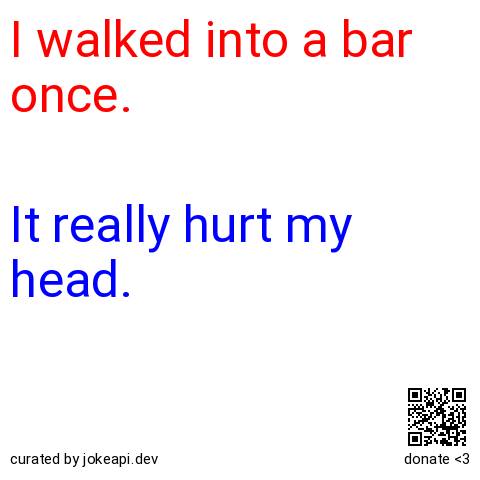 I walked into a bar
once.
It really hurt my
head.
curated by jokeapi.dev
donate <3